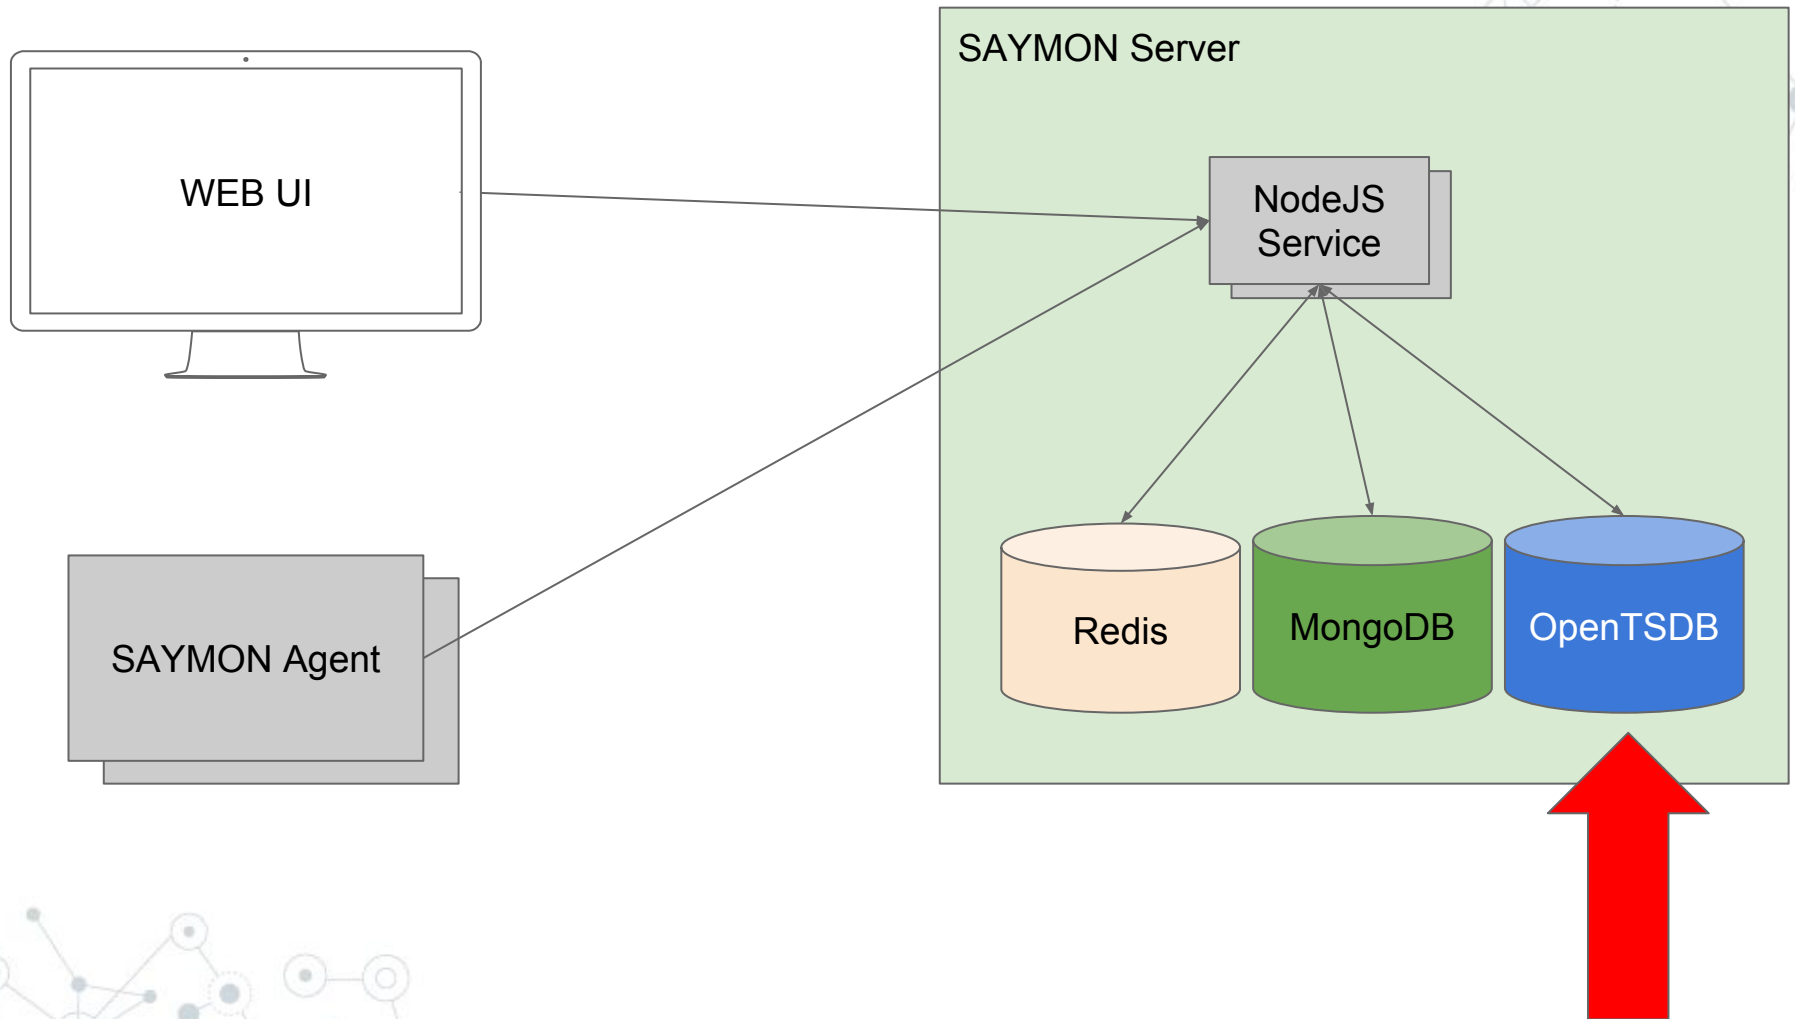 SAYMON Server
WEB UI
NodeJS
Service
Redis
MongoDB
OpenTSDB
SAYMON Agent